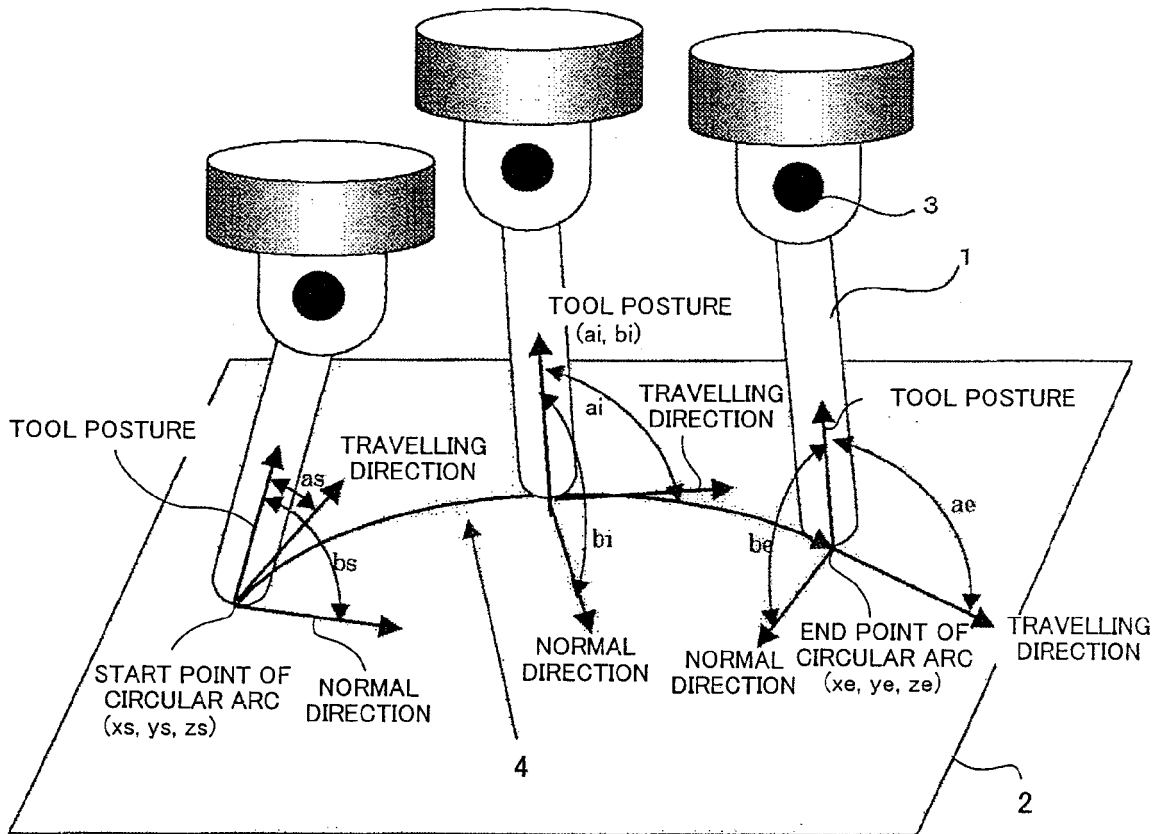 3
1
TOOL POSTURE
(ai, bi)
TRAVELLING
DIRECTION
ai
TOOL POSTURE
TOOL POSTURE
TRAVELLING
DIRECTION
as
ae
bs
bi
be
START POINT OF
CIRCULAR ARC
(xs, ys, zs)
NORMAL
DIRECTION
NORMAL
DIRECTION
NORMAL
DIRECTION
END POINT OF
CIRCULAR ARC
(xe, ye, ze)
TRAVELLING
DIRECTION
4
2